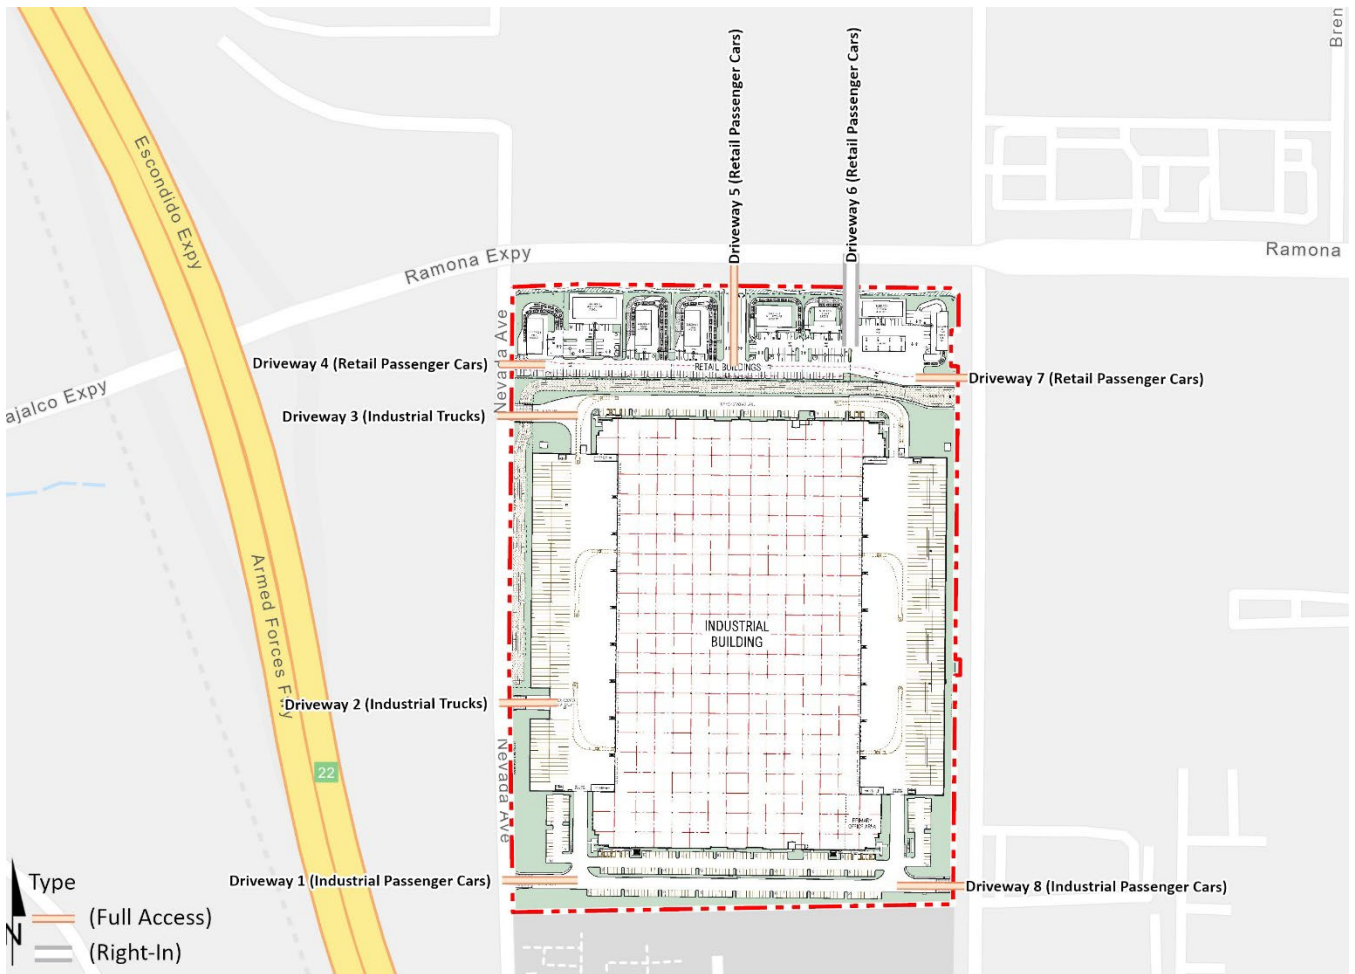 Bren
Driveway 5 (Retail Passenger Cars)
Driveway 6 (Retail Passenger Cars)
Escondido Expy
Ramona Expy
Ramona
Nevada Ave
Driveway 4 (Retail Passenger Cars)
RETAIL BUILDINGS
Driveway 7 (Retail Passenger Cars)
ajalco Expy
Driveway 3 (Industrial Trucks)
Armed Forces Fwy
INDUSTRIAL
BUILDING
Driveway 2 (Industrial Trucks)
Nevada Ave
22
PRIMARY
OFFICE AREA
Driveway 1 (Industrial Passenger Cars)
Driveway 8 (Industrial Passenger Cars)
Type
(Full Access)
N
(Right-In)